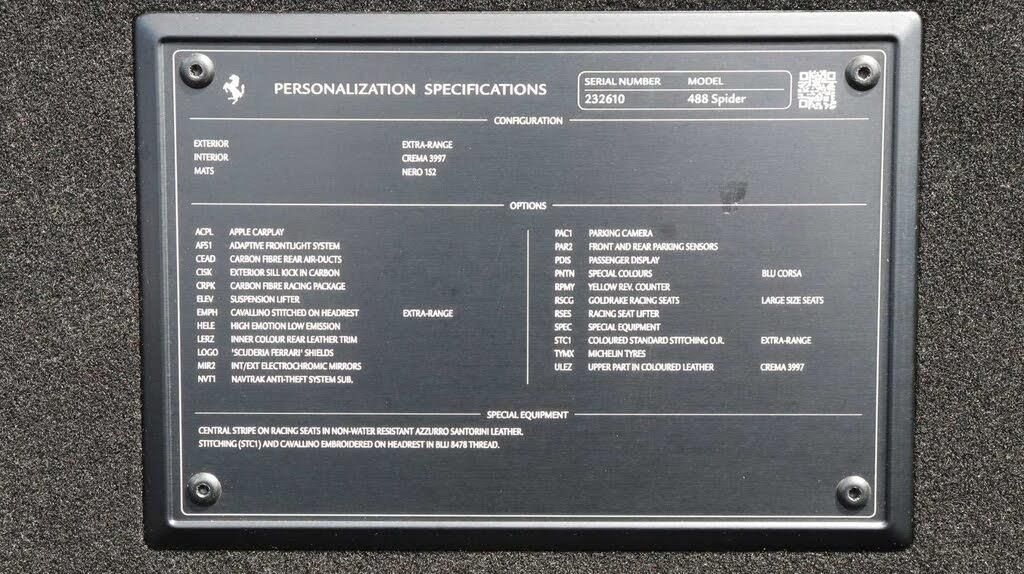 PERSONALIZATION SPECIFICATIONS
SERIAL NUMBER MODEL
232610 488 Spider
CONFIGURATION
EXTERIOR EXTRA-RANGE
INTERIOR CREMA 3997
MATS NERO 152
OPTIONS
ACPL APPLE CARPLAY
AFS1 ADAPTIVE FRONTLIGHT SYSTEM
CEAD CARBON FIBRE REAR AIR-DUCTS
CISK EXTERIOR SILL KICK IN CARBON
CRPK CARBON FIBRE RACING PACKAGE
ELEV SUSPENSION LIFTER
EMPH CAVALLINO STITCHED ON HEADREST EXTRA-RANGE
HELE HIGH EMOTION LOW EMISSION
LERZ INNER COLOUR REAR LEATHER TRIM
LOGO 'SCUDERIA FERRARI' SHIELDS
MIR2 INT/EXT ELECTROCHROMIC MIRRORS
NVT1 NAVTRAK ANTI-THEFT SYSTEM SUB.
PAC1 PARKING CAMERA
PAR2 FRONT AND REAR PARKING SENSORS
PDIS PASSENGER DISPLAY
PNTN SPECIAL COLOURS BLU CORSA
RPMY YELLOW REV. COUNTER
RSCG GOLDRAKE RACING SEATS LARGE SIZE SEATS
RSES RACING SEAT LIFTER
SPEC SPECIAL EQUIPMENT
STC1 COLOURED STANDARD STITCHING O.R. EXTRA-RANGE
TYMX MICHELIN TYRES
ULEZ UPPER PART IN COLOURED LEATHER CREMA 3997
SPECIAL EQUIPMENT
CENTRAL STRIPE ON RACING SEATS IN NON-WATER RESISTANT AZZURRO SANTORINI LEATHER.
STITCHING (STC1) AND CAVALLINO EMBROIDERED ON HEADREST IN BLU 8478 THREAD.